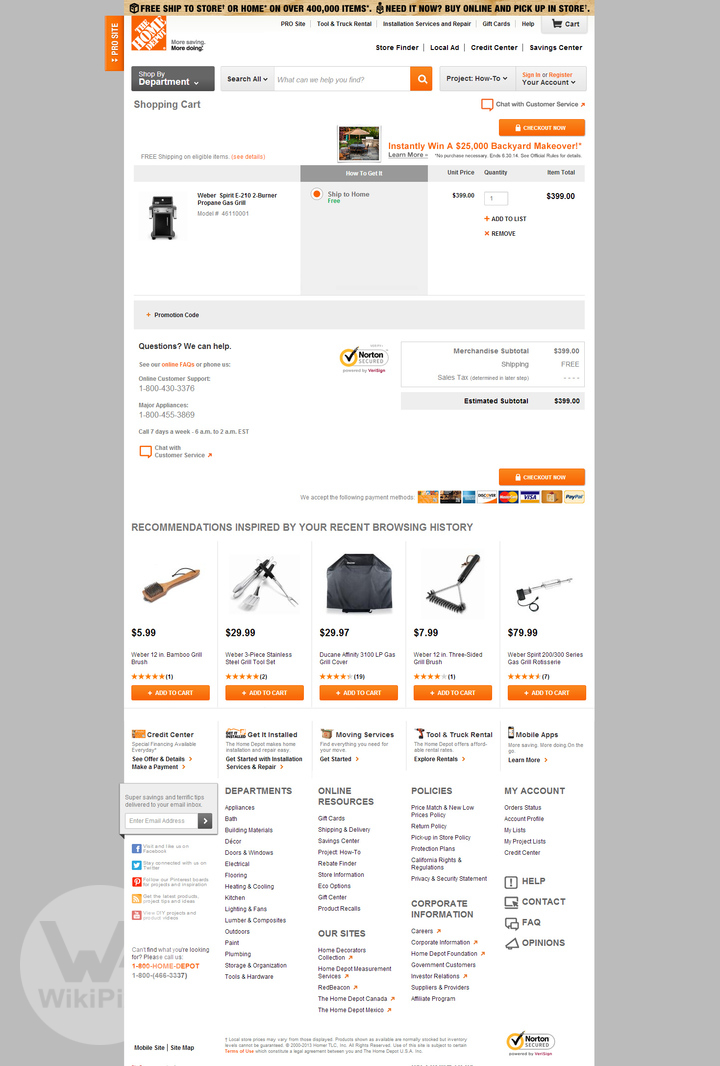 FREE SHIP TO STORE† OR HOME* ON OVER 400,000 ITEMS*. NEED IT NOW? BUY ONLINE AND PICK UP IN STORE†.
PRO SITE
THE HOME DEPOT
More saving.
More doing.
PRO Site | Tool & Truck Rental | Installation Services and Repair | Gift Cards | Help
Cart
Store Finder | Local Ad | Credit Center | Savings Center
Shop By
Department
Search All
What can we help you find?
Project: How-To
Sign In or Register
Your Account
Shopping Cart
Chat with Customer Service
CHECKOUT NOW
Instantly Win A $25,000 Backyard Makeover!*
Learn More
*No purchase necessary. Ends 6.30.14. See Official Rules for details.
FREE Shipping on eligible items. (see details)
How To Get It
Unit Price
Quantity
Item Total
Weber Spirit E-210 2-Burner
Propane Gas Grill
Model # 46110001
Ship to Home
Free
$399.00
1
$399.00
+ ADD TO LIST
× REMOVE
+ Promotion Code
Questions? We can help.
See our online FAQs or phone us:
Online Customer Support:
1-800-430-3376
Major Appliances:
1-800-455-3869
Call 7 days a week - 6 a.m. to 2 a.m. EST
Chat with
Customer Service
Norton
SECURED
powered by VeriSign
Merchandise Subtotal $399.00
Shipping FREE
Sales Tax (determined in later step) - - - -
Estimated Subtotal $399.00
CHECKOUT NOW
We accept the following payment methods:
DISCOVER
VISA
PayPal
RECOMMENDATIONS INSPIRED BY YOUR RECENT BROWSING HISTORY
$5.99
Weber 12 in. Bamboo Grill
Brush
(1)
+ ADD TO CART
$29.99
Weber 3-Piece Stainless
Steel Grill Tool Set
(2)
+ ADD TO CART
$29.97
Ducane Affinity 3100 LP Gas
Grill Cover
(19)
+ ADD TO CART
$7.99
Weber 12 in. Three-Sided
Grill Brush
(1)
+ ADD TO CART
$79.99
Weber Spirit 200/300 Series
Gas Grill Rotisserie
(7)
+ ADD TO CART
Credit Center
Special Financing Available
Everyday*
See Offer & Details
Make a Payment
GET IT INSTALLED
Get It Installed
The Home Depot makes home
installation and repair easy.
Get Started with Installation
Services & Repair
Moving Services
Find everything you need for
your move.
Get Started
Tool & Truck Rental
The Home Depot offers afford-
able rental rates.
Explore Rentals
Mobile Apps
More saving. More doing On the
go.
Learn More
Super savings and terrific tips
delivered to your email inbox.
Enter Email Address
Visit and like us on
Facebook
Stay connected with us on
Twitter
Follow our Pinterest boards
for projects and inspiration
Get the latest products,
project tips and ideas
View DIY projects and
product videos
Can't find what you're looking
for? Please call us:
1-800-HOME-DEPOT
1-800-(466-3337)
DEPARTMENTS
Appliances
Bath
Building Materials
Décor
Doors & Windows
Electrical
Flooring
Heating & Cooling
Kitchen
Lighting & Fans
Lumber & Composites
Outdoors
Paint
Plumbing
Storage & Organization
Tools & Hardware
ONLINE
RESOURCES
Gift Cards
Shipping & Delivery
Savings Center
Project: How-To
Rebate Finder
Store Information
Eco Options
Gift Center
Product Recalls
OUR SITES
Home Decorators
Collection
Home Depot Measurement
Services
RedBeacon
The Home Depot Canada
The Home Depot Mexico
POLICIES
Price Match & New Low
Prices Policy
Return Policy
Pick-up in Store Policy
Protection Plans
California Rights &
Regulations
Privacy & Security Statement
CORPORATE
INFORMATION
Careers
Corporate Information
Home Depot Foundation
Government Customers
Investor Relations
Suppliers & Providers
Affiliate Program
MY ACCOUNT
Orders Status
Account Profile
My Lists
My Project Lists
Credit Center
HELP
CONTACT
FAQ
OPINIONS
WikiPi
Mobile Site | Site Map
† Local store prices may vary from those displayed. Products shown as available are normally stocked but inventory
levels cannot be guaranteed. © 2000-2013 Homer TLC, Inc. All Rights Reserved. Use of this site is subject to certain
Terms of Use which constitute a legal agreement between you and The Home Depot U.S.A. Inc.
Norton
SECURED
powered by VeriSign